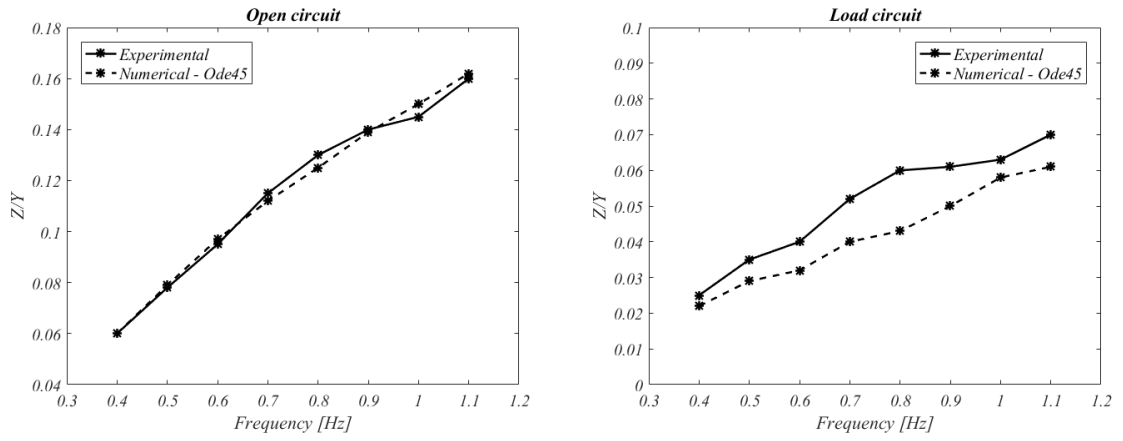 Open circuit
Experimental
Numerical - Ode45
0.18
0.16
0.14
0.12
0.1
0.08
0.06
0.04
Z/Y
0.3 0.4 0.5 0.6 0.7 0.8 0.9 1 1.1 1.2
Frequency [Hz]
Load circuit
Experimental
Numerical - Ode45
0.1
0.09
0.08
0.07
0.06
0.05
0.04
0.03
0.02
0.01
0
Z/Y
0.3 0.4 0.5 0.6 0.7 0.8 0.9 1 1.1 1.2
Frequency [Hz]